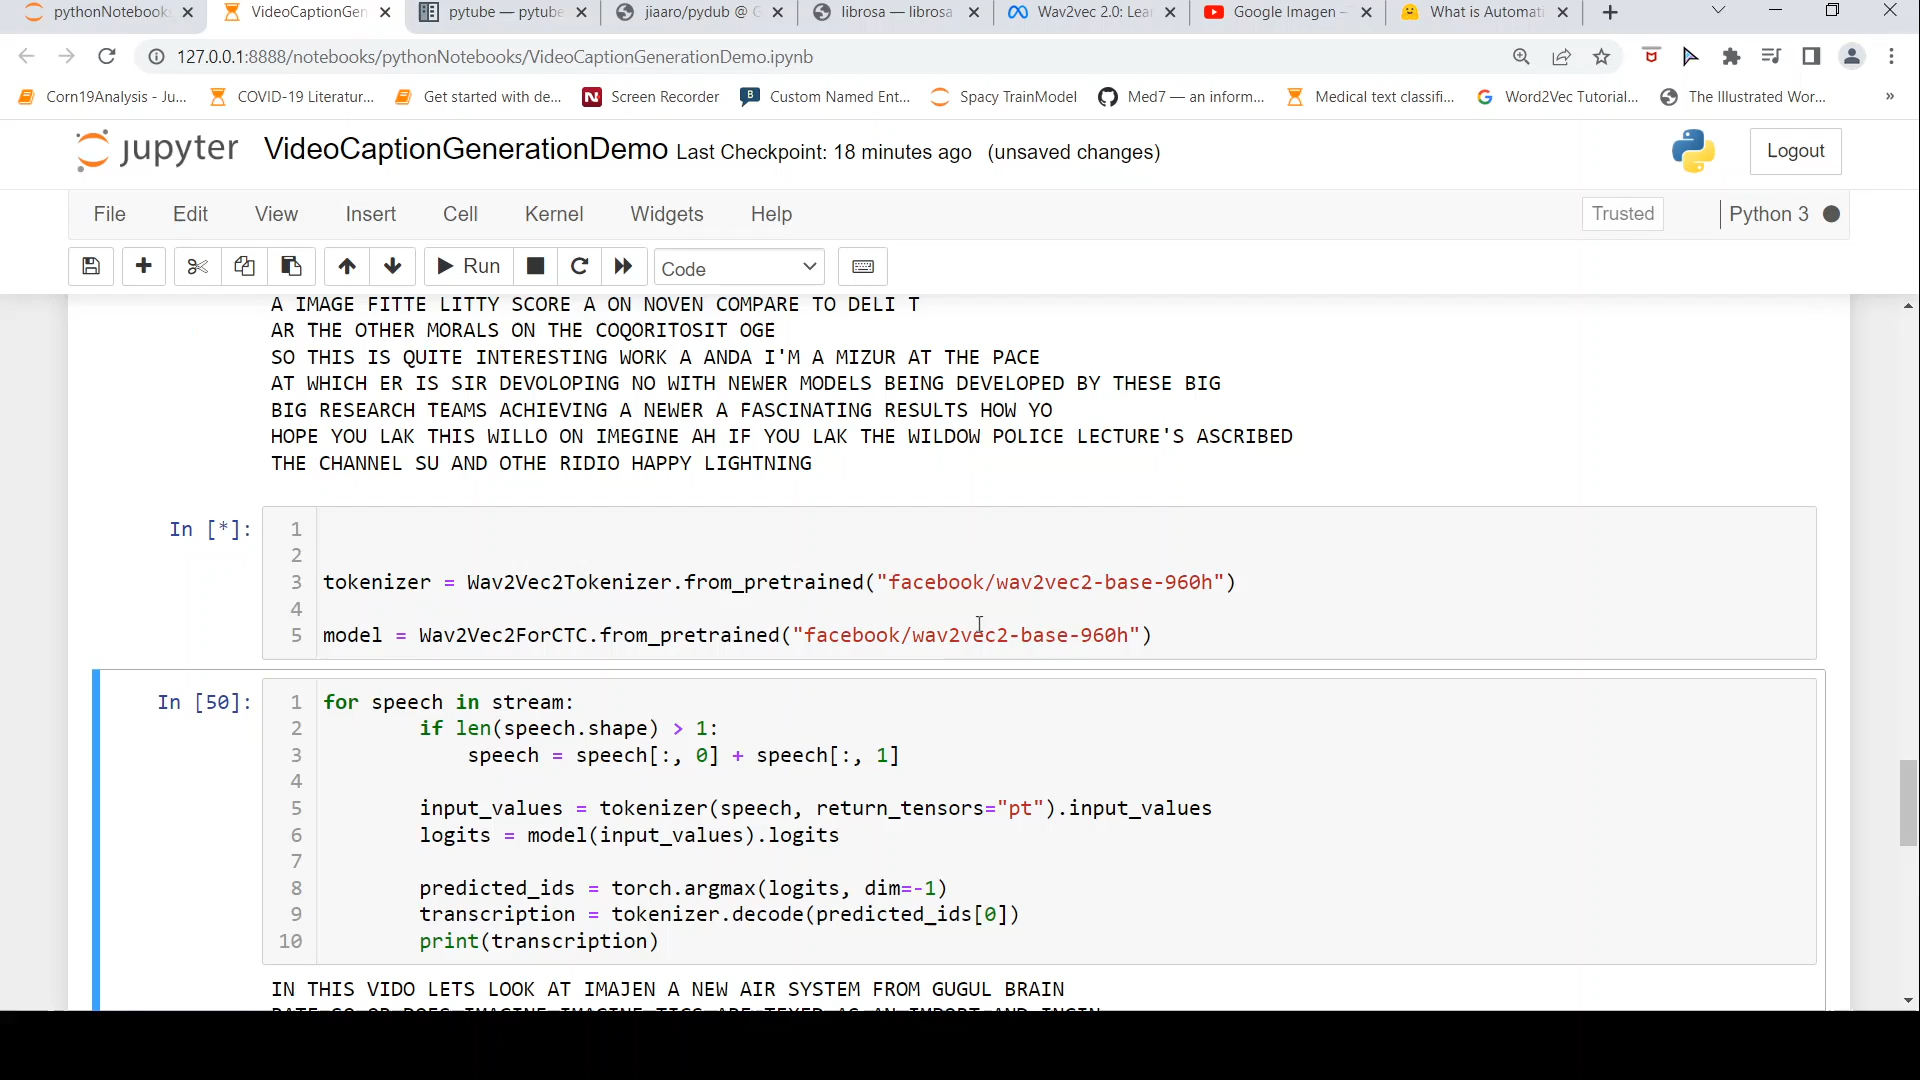 pythonNotebook
VideoCaptionGen
pytube — pytube
jiaaro/pydub @ G
librosa — librosa
Wav2vec 2.0: Lea
Google Imagen -
What is Automati
127.0.0.1:8888/notebooks/pythonNotebooks/VideoCaptionGenerationDemo.ipynb
Corn19Analysis - Ju...
COVID-19 Literatur...
Get started with de...
Screen Recorder
Custom Named Ent...
Spacy TrainModel
Med7 — an inform...
Medical text classifi...
Word2Vec Tutorial...
The Illustrated Wor...
»
jupyter VideoCaptionGenerationDemo Last Checkpoint: 18 minutes ago (unsaved changes)
Logout
File Edit View Insert Cell Kernel Widgets Help
Trusted
Python 3
Run
Code
A IMAGE FITTE LITTY SCORE A ON NOVEN COMPARE TO DELI T
AR THE OTHER MORALS ON THE COQORITOSIT OGE
SO THIS IS QUITE INTERESTING WORK A ANDA I'M A MIZUR AT THE PACE
AT WHICH ER IS SIR DEVOLOPING NO WITH NEWER MODELS BEING DEVELOPED BY THESE BIG
BIG RESEARCH TEAMS ACHIEVING A NEWER A FASCINATING RESULTS HOW YO
HOPE YOU LAK THIS WILLO ON IMEGINE AH IF YOU LAK THE WILDOW POLICE LECTURE'S ASCRIBED
THE CHANNEL SU AND OTHE RIDIO HAPPY LIGHTNING
In [*]:
1
2
3 tokenizer = Wav2Vec2Tokenizer.from_pretrained("facebook/wav2vec2-base-960h")
4
5 model = Wav2Vec2ForCTC.from_pretrained("facebook/wav2vec2-base-960h")
In [50]:
1 for speech in stream:
2 if len(speech.shape) > 1:
3 speech = speech[:, 0] + speech[:, 1]
4
5 input_values = tokenizer(speech, return_tensors="pt").input_values
6 logits = model(input_values).logits
7
8 predicted_ids = torch.argmax(logits, dim=-1)
9 transcription = tokenizer.decode(predicted_ids[0])
10 print(transcription)
IN THIS VIDO LETS LOOK AT IMAJEN A NEW AIR SYSTEM FROM GUGUL BRAIN